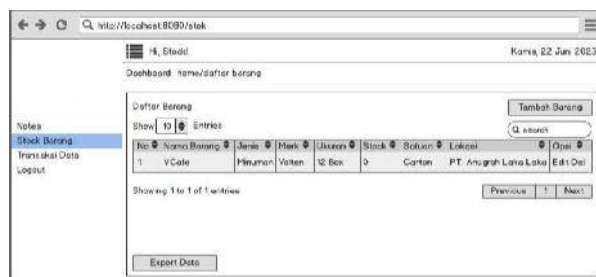 http://localhost:8080/stok
Hi, Stock!
Kamis, 22 Juni 2023
Dashboard home/daftar barang
Notes
Stock Barang
Transaksi Data
Logout
Daftar Barang
Tambah Barang
Show 10 Entries
search
No Nama Barang Jenis Merk Ukuran Stock Satuan Lokasi Opsi
1 VCafe Minuman 12 Box 0 Carton PT. Anugrah Laka Laka Edit Del
Showing 1 to 1 of 1 entries
Previous 1 Next
Export Data